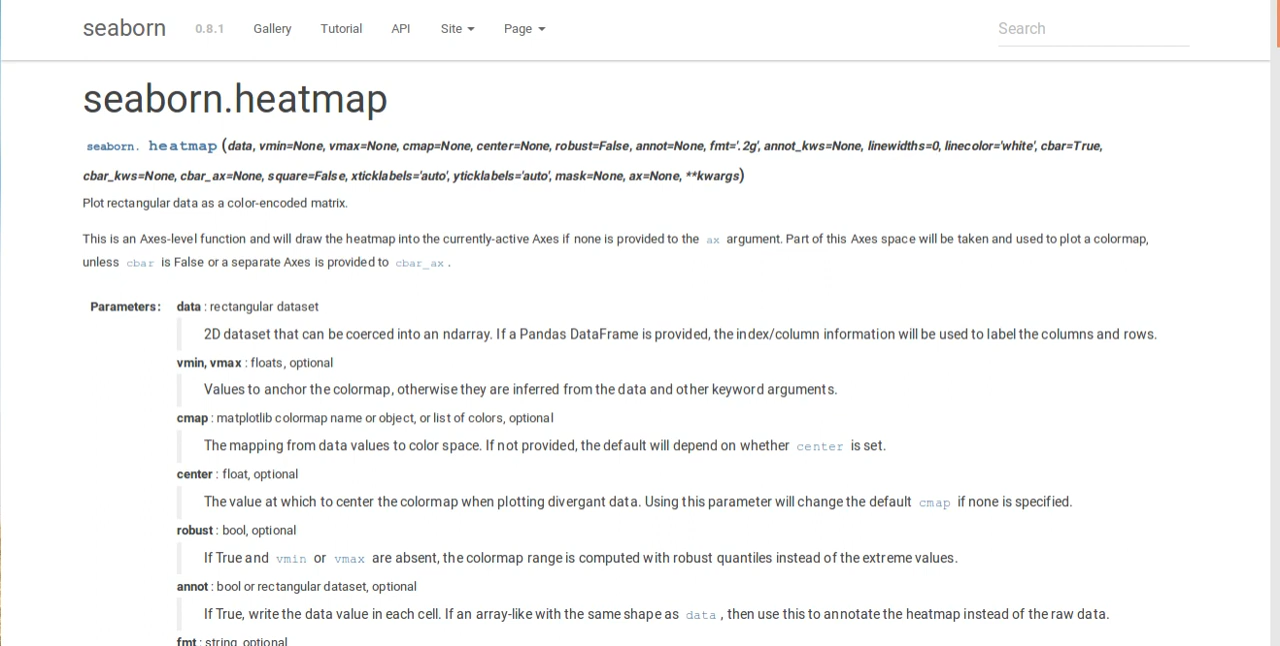 seaborn 0.8.1 Gallery Tutorial API Site Page Search
seaborn.heatmap
seaborn. heatmap (data, vmin=None, vmax=None, cmap=None, center=None, robust=False, annot=None, fmt='.2g', annot_kws=None, linewidths=0, linecolor='white', cbar=True,
cbar_kws=None, cbar_ax=None, square=False, xticklabels='auto', yticklabels='auto', mask=None, ax=None, **kwargs)
Plot rectangular data as a color-encoded matrix.
This is an Axes-level function and will draw the heatmap into the currently-active Axes if none is provided to the ax argument. Part of this Axes space will be taken and used to plot a colormap,
unless cbar is False or a separate Axes is provided to cbar_ax.
Parameters: data : rectangular dataset
2D dataset that can be coerced into an ndarray. If a Pandas DataFrame is provided, the index/column information will be used to label the columns and rows.
vmin, vmax : floats, optional
Values to anchor the colormap, otherwise they are inferred from the data and other keyword arguments.
cmap : matplotlib colormap name or object, or list of colors, optional
The mapping from data values to color space. If not provided, the default will depend on whether center is set.
center : float, optional
The value at which to center the colormap when plotting divergant data. Using this parameter will change the default cmap if none is specified.
robust : bool, optional
If True and vmin or vmax are absent, the colormap range is computed with robust quantiles instead of the extreme values.
annot : bool or rectangular dataset, optional
If True, write the data value in each cell. If an array-like with the same shape as data, then use this to annotate the heatmap instead of the raw data.
fmt : string, optional